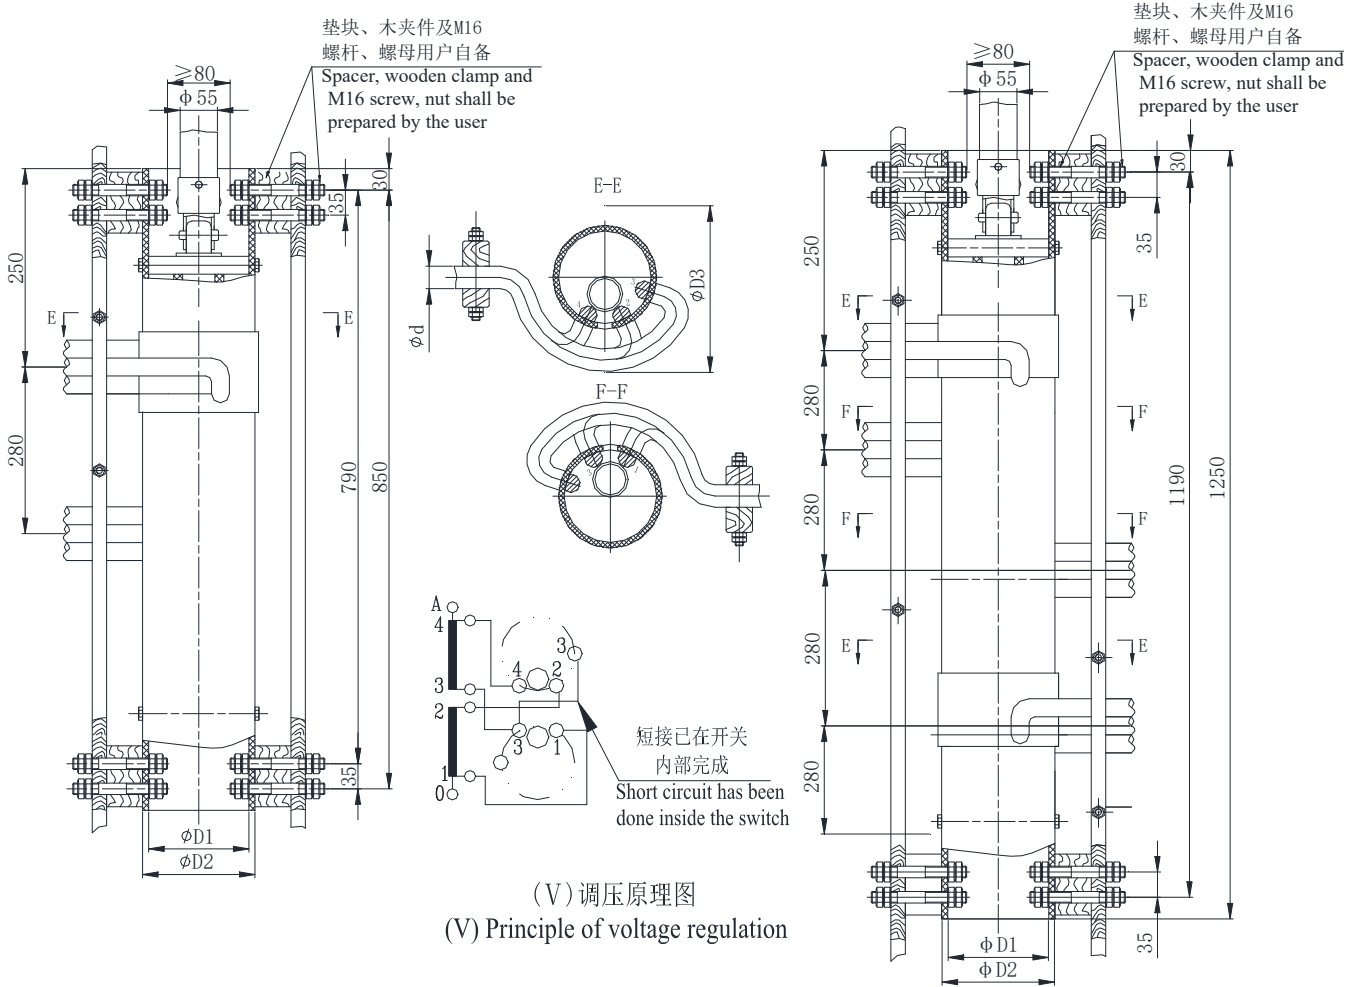 垫块、木夹件及M16
螺杆、螺母用户自备
Spacer, wooden clamp and
M16 screw, nut shall be
prepared by the user
≥80
ϕ55
30
35
250
280
E
E
790
850
35
ϕD1
ϕD2
E-E
ϕD3
ϕd
3
4
2
F-F
3
1
A
4
3
2
1
0
3
4
2
3
1
短接已在开关
内部完成
Short circuit has been
done inside the switch
(V)调压原理图
(V) Principle of voltage regulation
垫块、木夹件及M16
螺杆、螺母用户自备
Spacer, wooden clamp and
M16 screw, nut shall be
prepared by the user
≥80
ϕ55
30
35
250
280
280
280
280
E
E
F
F
F
F
E
E
1190
1250
35
ϕD1
ϕD2